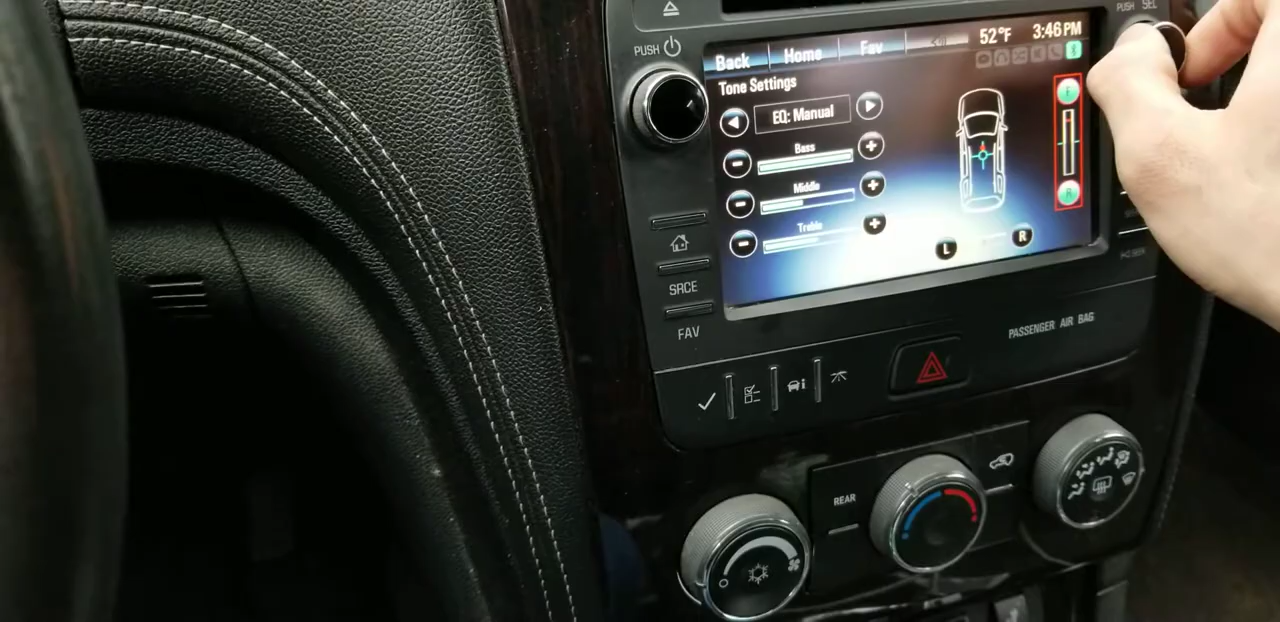 PUSH
PUSH SEL
Back Home Fav
52°F 3:46 PM
Tone Settings
EQ: Manual
Bass
Middle
Treble
F
R
L R
SRCE
FAV
PASSENGER AIR BAG
REAR